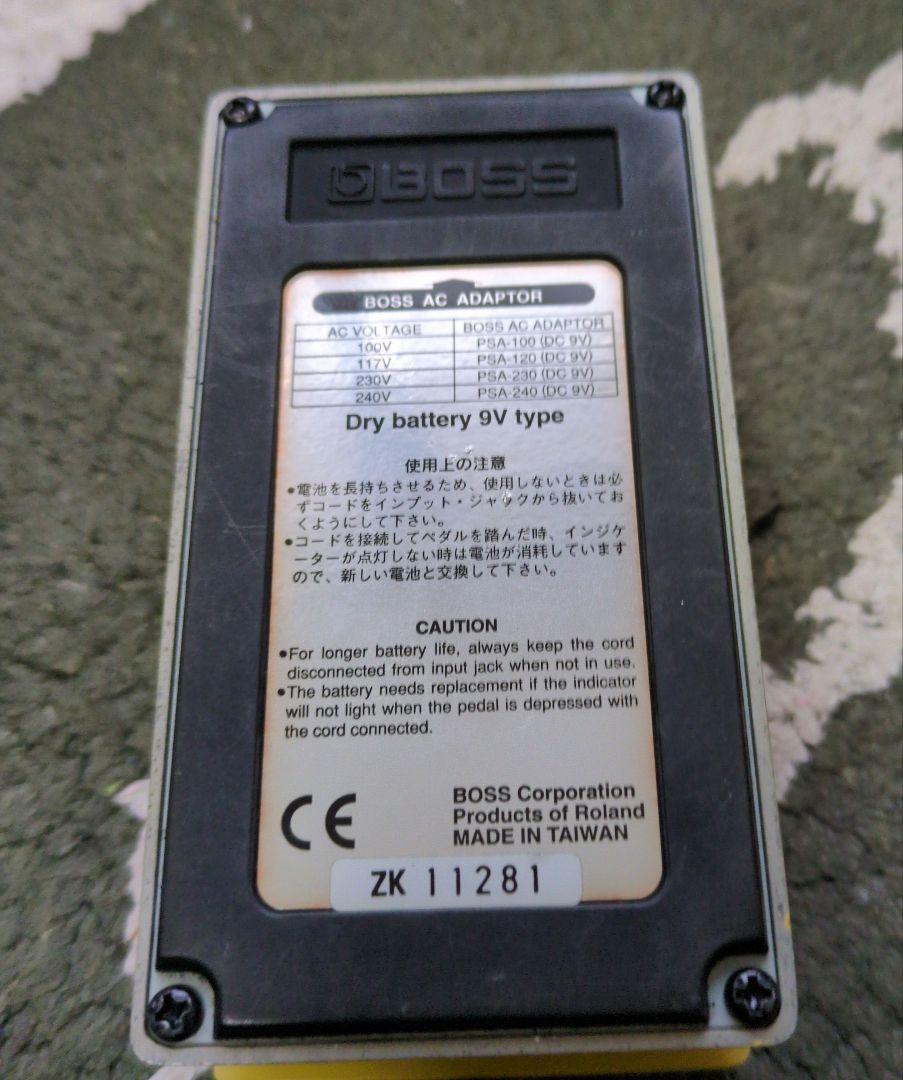 BOSS
BOSS AC ADAPTOR
AC VOLTAGE BOSS AC ADAPTOR
100V PSA-100 (DC 9V)
117V PSA-120 (DC 9V)
230V PSA-230 (DC 9V)
240V PSA-240 (DC 9V)
Dry battery 9V type
使用上の注意
●電池を長持ちさせるため、使用しないときは必
ずコードをインプット・ジャックから抜いてお
くようにして下さい。
●コードを接続してペダルを踏んだ時、インジケ
ーターが点灯しない時は電池が消耗しています
ので、新しい電池と交換して下さい。
CAUTION
●For longer battery life, always keep the cord
disconnected from input jack when not in use.
●The battery needs replacement if the indicator
will not light when the pedal is depressed with
the cord connected.
CE
BOSS Corporation
Products of Roland
MADE IN TAIWAN
ZK 11281